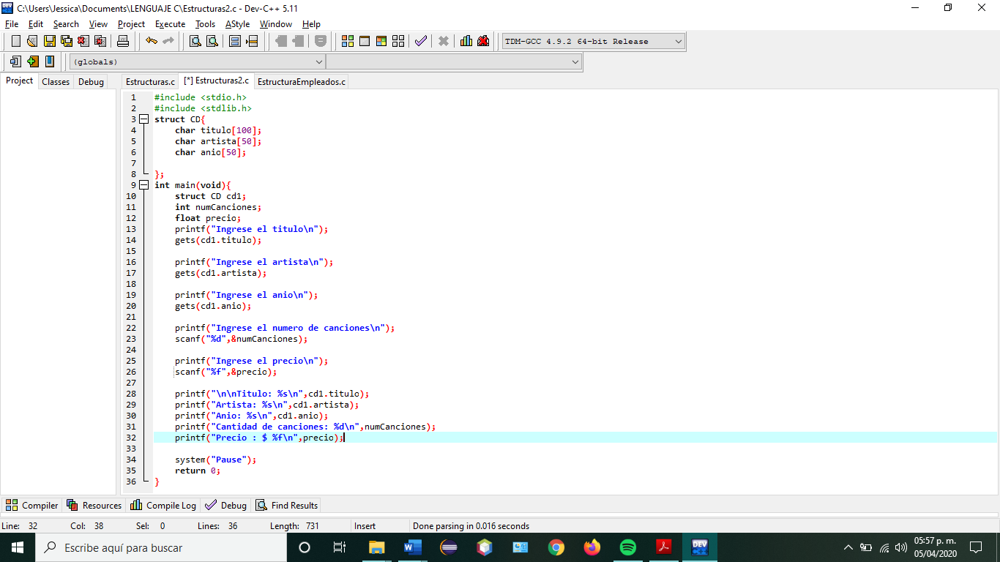 C:\Users\Jessica\Documents\LENGUAJE C\Estructuras2.c - Dev-C++ 5.11
File Edit Search View Project Execute Tools AStyle Window Help
TDM-GCC 4.9.2 64-bit Release
(globals)
Project Classes Debug
Estructuras.c [*] Estructuras2.c EstructuraEmpleados.c
1 #include <stdio.h>
2 #include <stdlib.h>
3 struct CD{
4 char titulo[100];
5 char artista[50];
6 char anio[50];
7
8 };
9 int main(void){
10 struct CD cd1;
11 int numCanciones;
12 float precio;
13 printf("Ingrese el titulo\n");
14 gets(cd1.titulo);
15
16 printf("Ingrese el artista\n");
17 gets(cd1.artista);
18
19 printf("Ingrese el anio\n");
20 gets(cd1.anio);
21
22 printf("Ingrese el numero de canciones\n");
23 scanf("%d",&numCanciones);
24
25 printf("Ingrese el precio\n");
26 scanf("%f",&precio);
27
28 printf("\n\nTitulo: %s\n",cd1.titulo);
29 printf("Artista: %s\n",cd1.artista);
30 printf("Anio: %s\n",cd1.anio);
31 printf("Cantidad de canciones: %d\n",numCanciones);
32 printf("Precio : $ %f\n",precio);
33
34 system("Pause");
35 return 0;
36 }
Compiler Resources Compile Log Debug Find Results
Line: 32 Col: 38 Sel: 0 Lines: 36 Length: 731 Insert Done parsing in 0.016 seconds
Escribe aquí para buscar
DEV
05:57 p. m.
05/04/2020